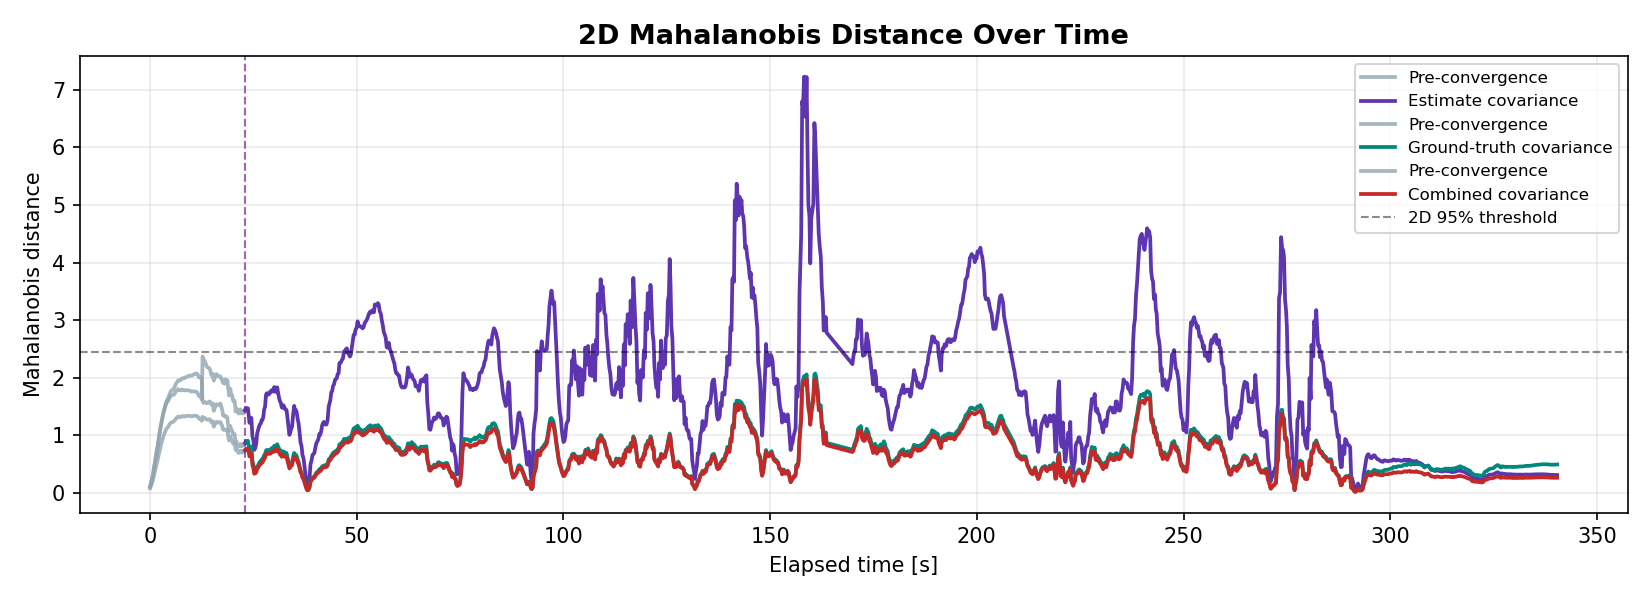 2D Mahalanobis Distance Over Time
Mahalanobis distance
7
6
5
4
3
2
1
0
Pre-convergence
Estimate covariance
Pre-convergence
Ground-truth covariance
Pre-convergence
Combined covariance
2D 95% threshold
0 50 100 150 200 250 300 350
Elapsed time [s]